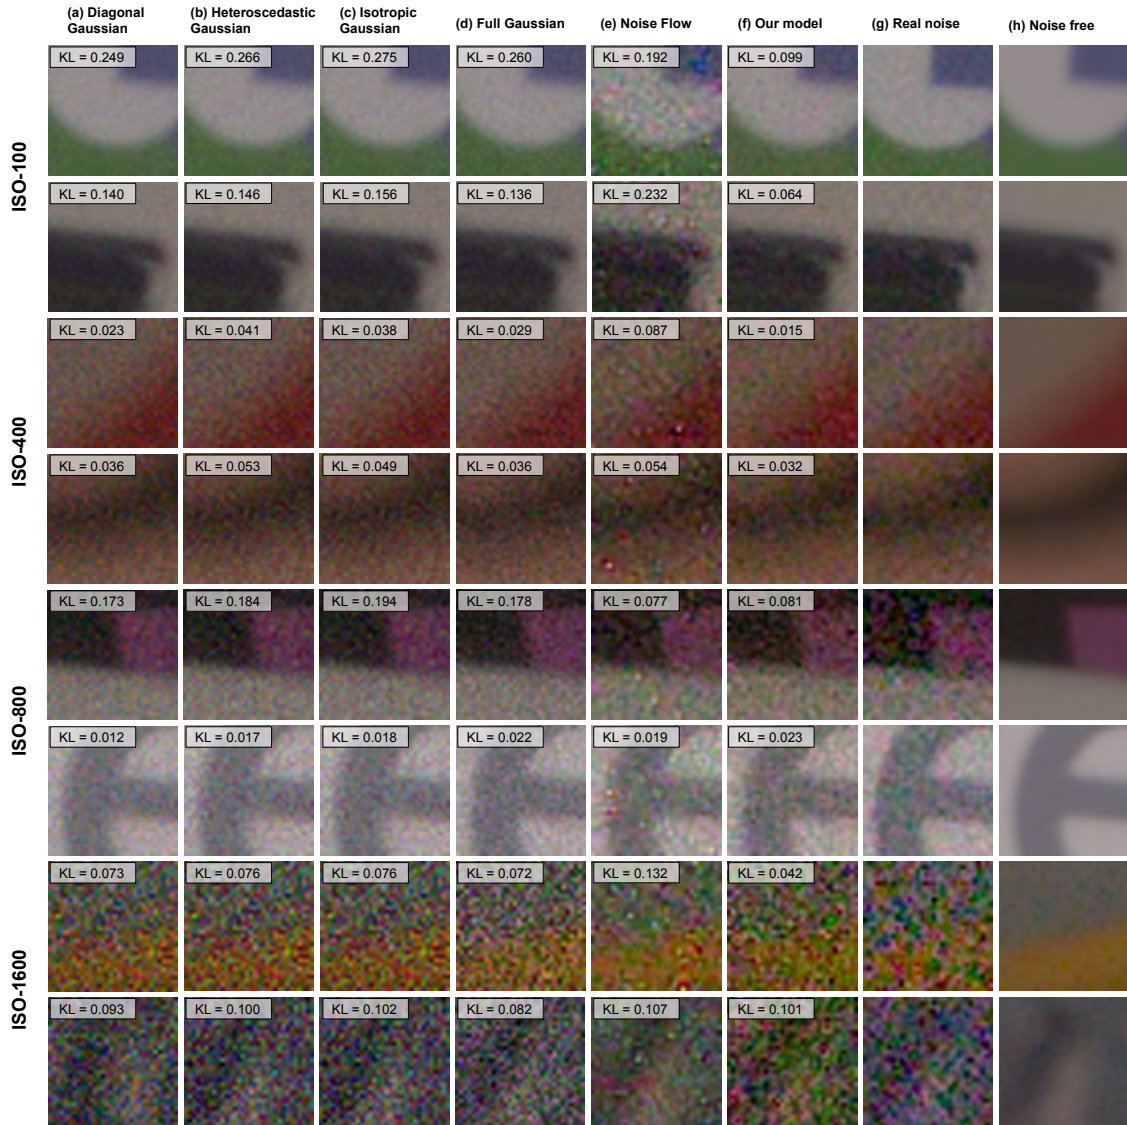 (a) Diagonal
Gaussian
(b) Heteroscedastic
Gaussian
(c) Isotropic
Gaussian
(d) Full Gaussian
(e) Noise Flow
(f) Our model
(g) Real noise
(h) Noise free
ISO-100
KL = 0.249
KL = 0.266
KL = 0.275
KL = 0.260
KL = 0.192
KL = 0.099
KL = 0.140
KL = 0.146
KL = 0.156
KL = 0.136
KL = 0.232
KL = 0.064
ISO-400
KL = 0.023
KL = 0.041
KL = 0.038
KL = 0.029
KL = 0.087
KL = 0.015
KL = 0.036
KL = 0.053
KL = 0.049
KL = 0.036
KL = 0.054
KL = 0.032
ISO-800
KL = 0.173
KL = 0.184
KL = 0.194
KL = 0.178
KL = 0.077
KL = 0.081
KL = 0.012
KL = 0.017
KL = 0.018
KL = 0.022
KL = 0.019
KL = 0.023
ISO-1600
KL = 0.073
KL = 0.076
KL = 0.076
KL = 0.072
KL = 0.132
KL = 0.042
KL = 0.093
KL = 0.100
KL = 0.102
KL = 0.082
KL = 0.107
KL = 0.101